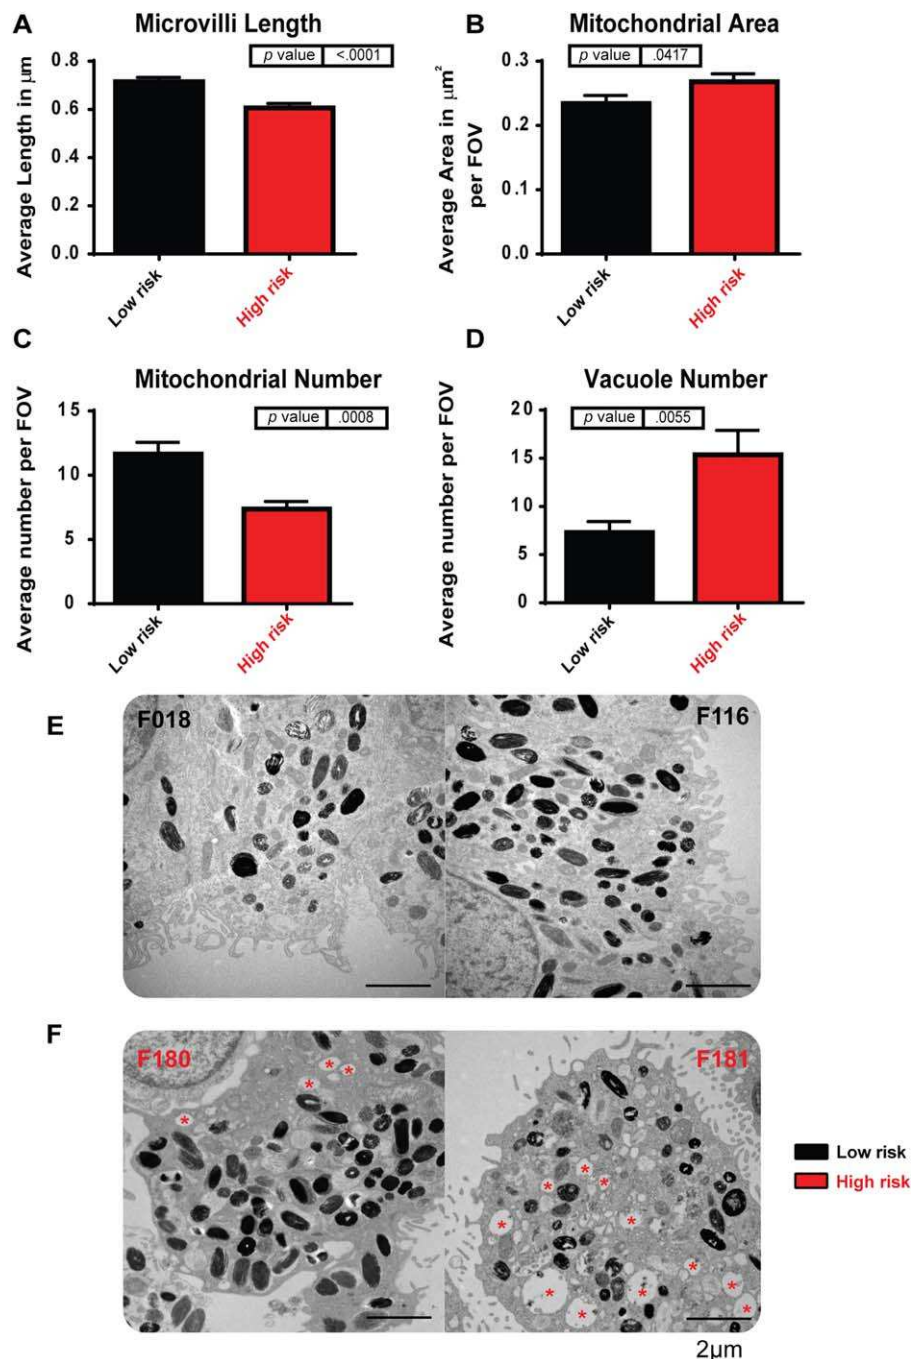 A
Microvilli Length
p value <.0001
Average Length in μm
0.8
0.6
0.4
0.2
0.0
Low risk
High risk
B
Mitochondrial Area
p value .0417
Average Area in μm²
per FOV
0.3
0.2
0.1
0.0
Low risk
High risk
C
Mitochondrial Number
p value .0008
Average number per FOV
15
10
5
0
Low risk
High risk
D
Vacuole Number
p value .0055
Average number per FOV
20
15
10
5
0
Low risk
High risk
E
F018
F116
F
F180
* * * *
F181
* * * * * * * * * * * *
Low risk
High risk
2μm